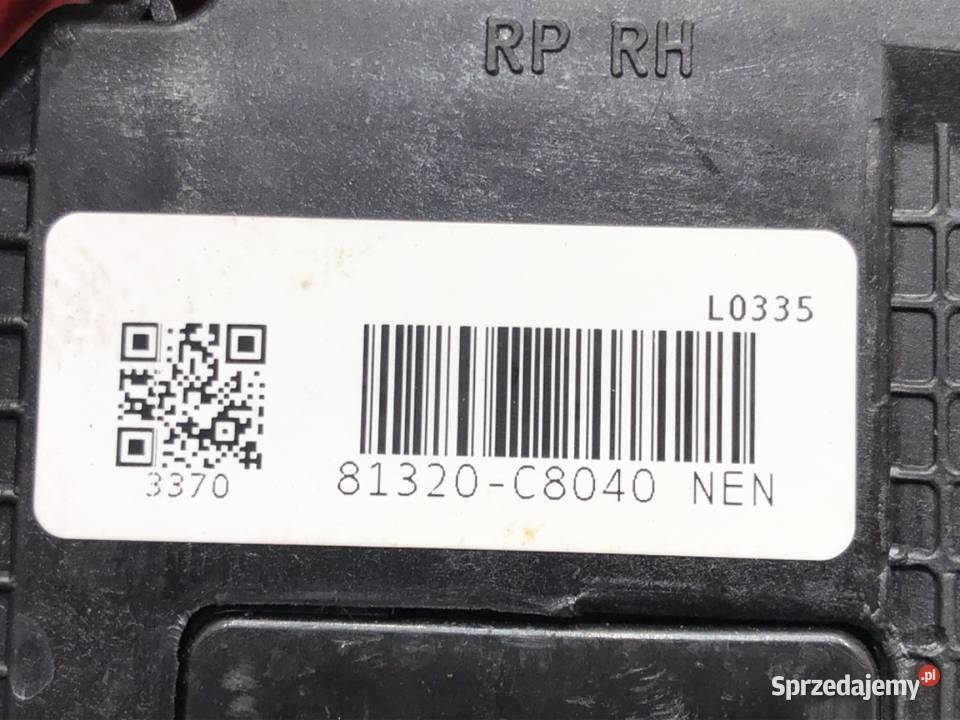 RP RH
L0335
3370
81320-C8040 NEN
Sprzedajemy.pl